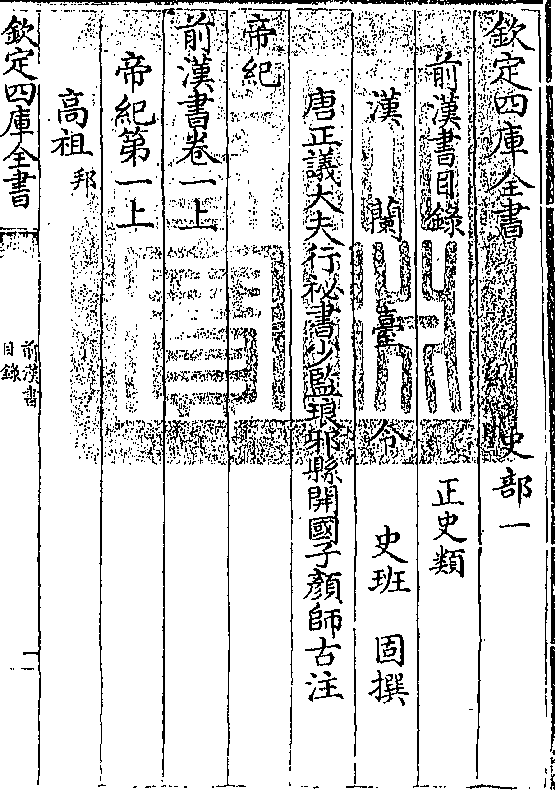 欽定四庫全書 史部一
前漢書目錄 正史類
漢蘭臺令史班固撰
唐正議大夫行祕書少監琅邪縣開國子顏師古注
帝紀
前漢書卷一上
帝紀第一上
高祖邦
欽定四庫全書
前漢書
目錄
一